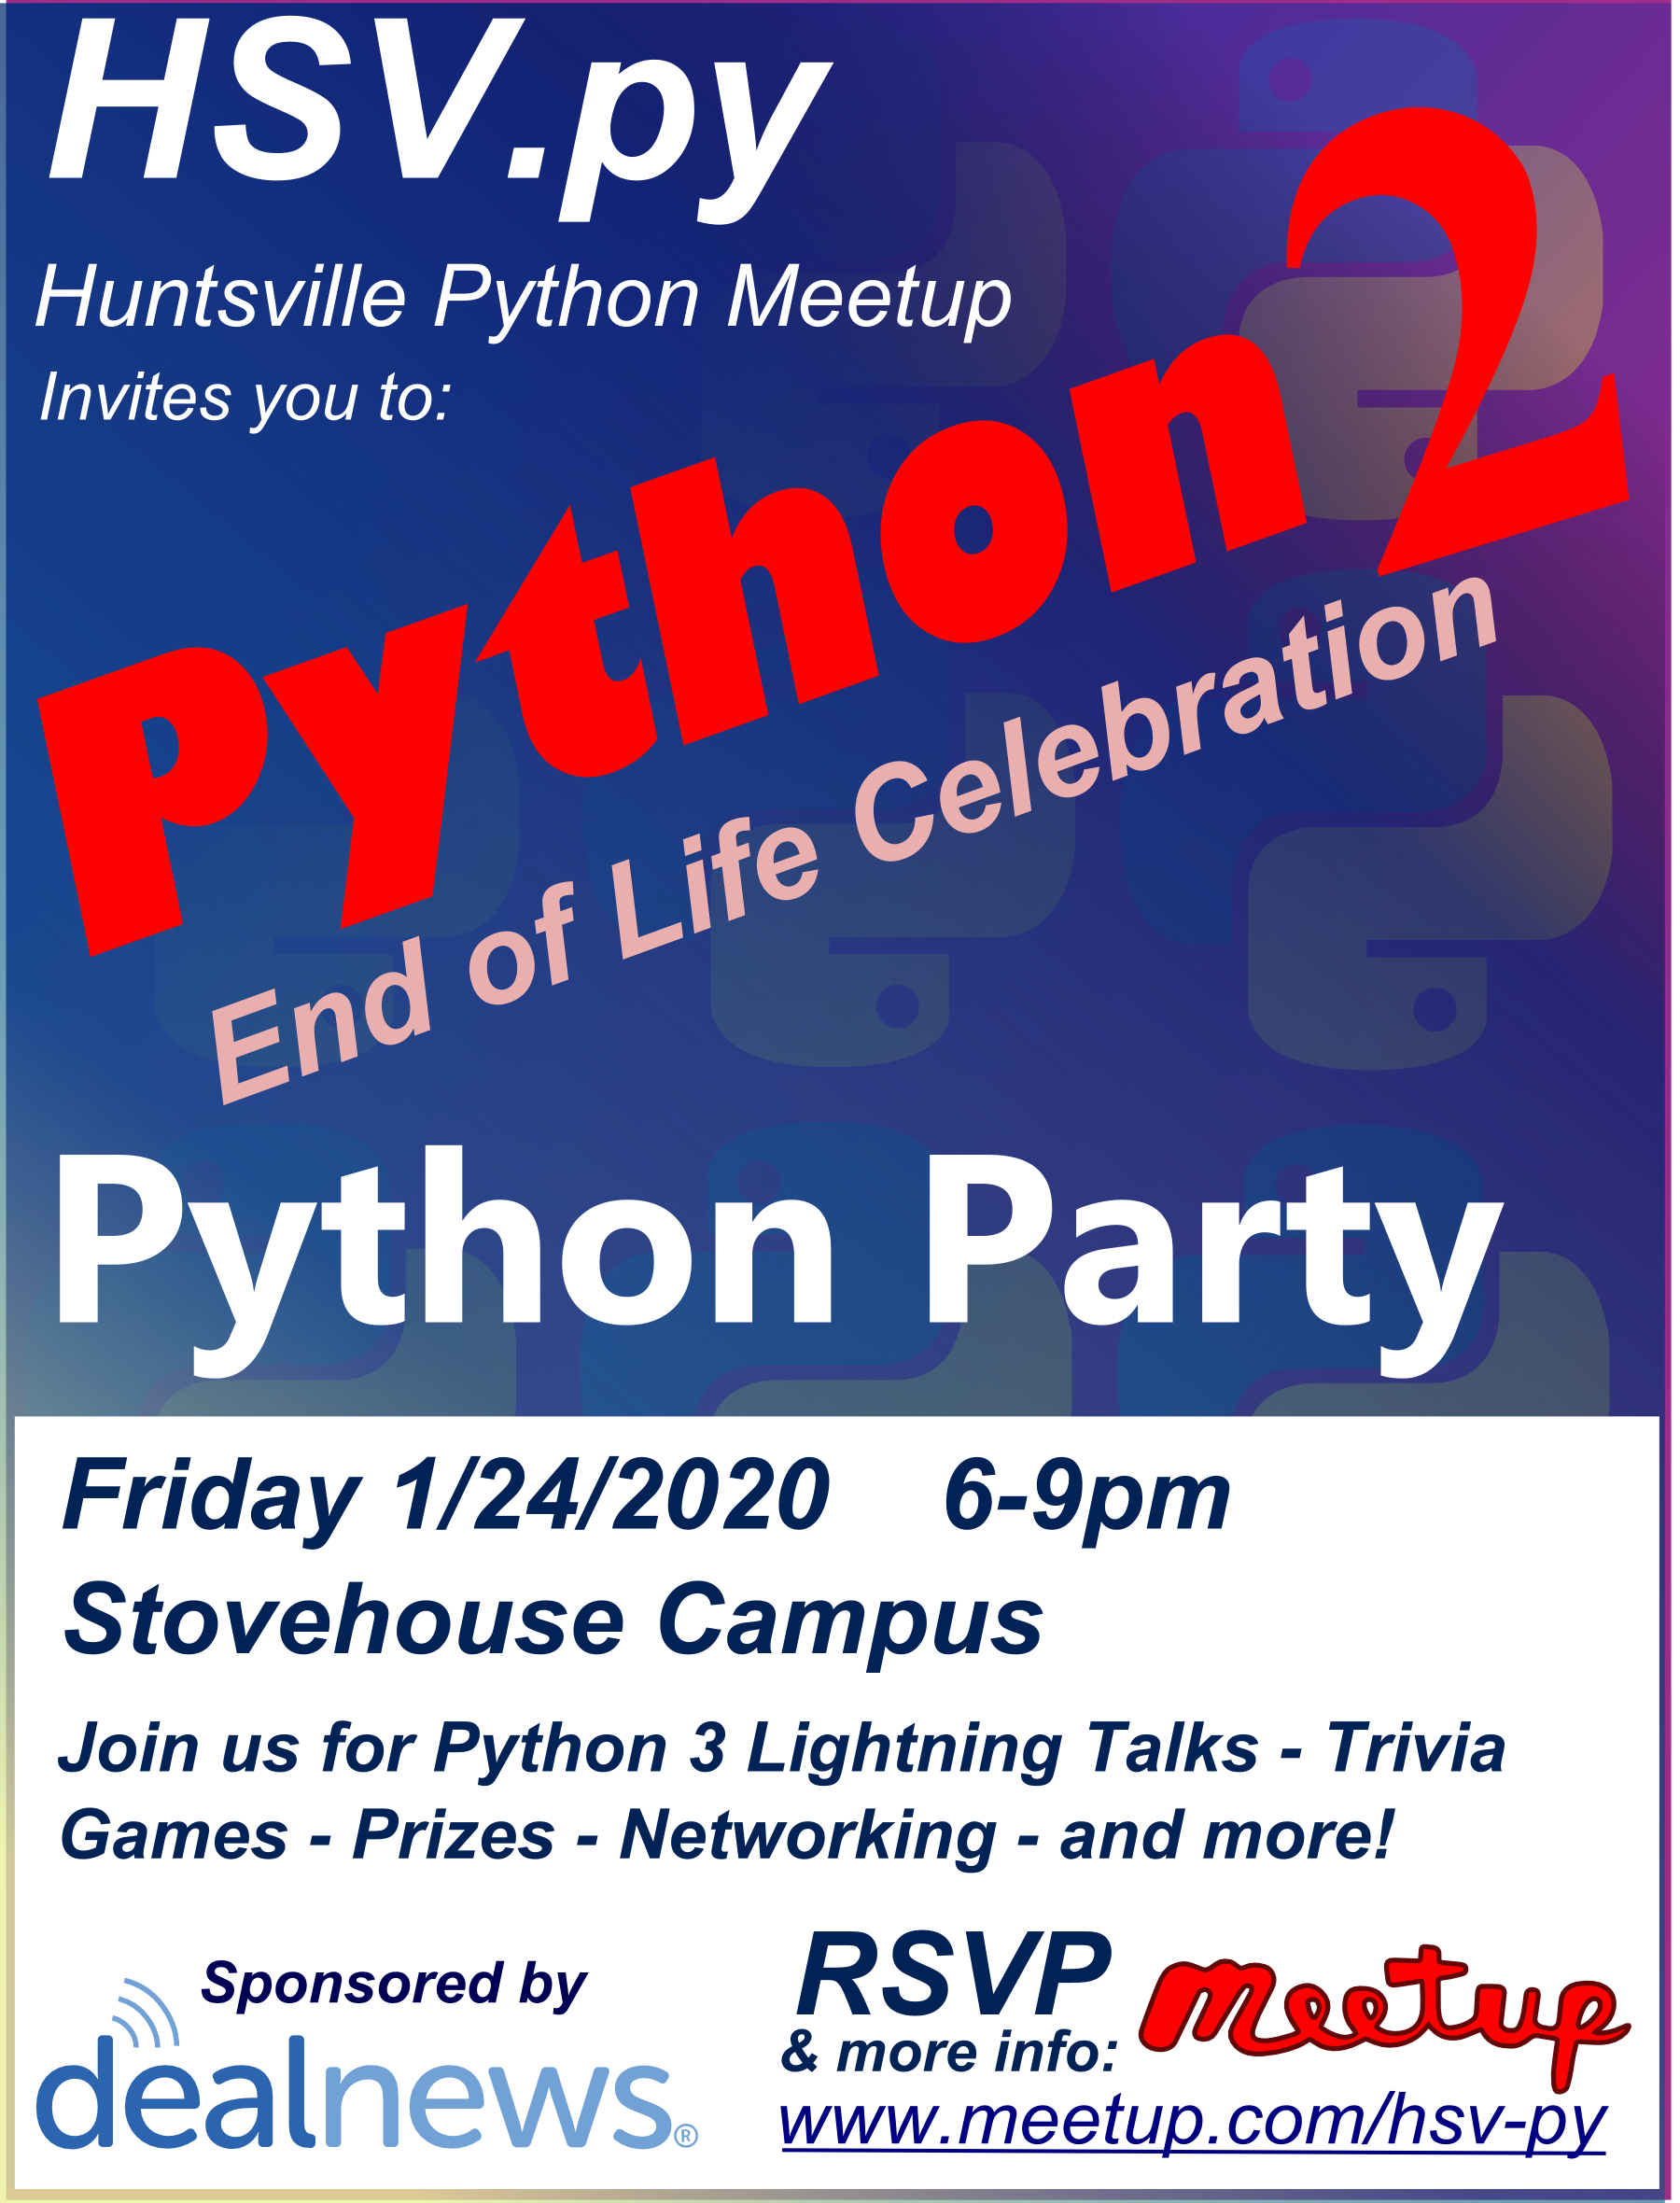 HSV.py
Huntsville Python Meetup
Invites you to:
Python 2
End of Life Celebration
Python Party
Friday 1/24/2020 6-9pm
Stovehouse Campus
Join us for Python 3 Lightning Talks - Trivia
Games - Prizes - Networking - and more!
Sponsored by
dealnews®
RSVP
& more info:
meetup
www.meetup.com/hsv-py